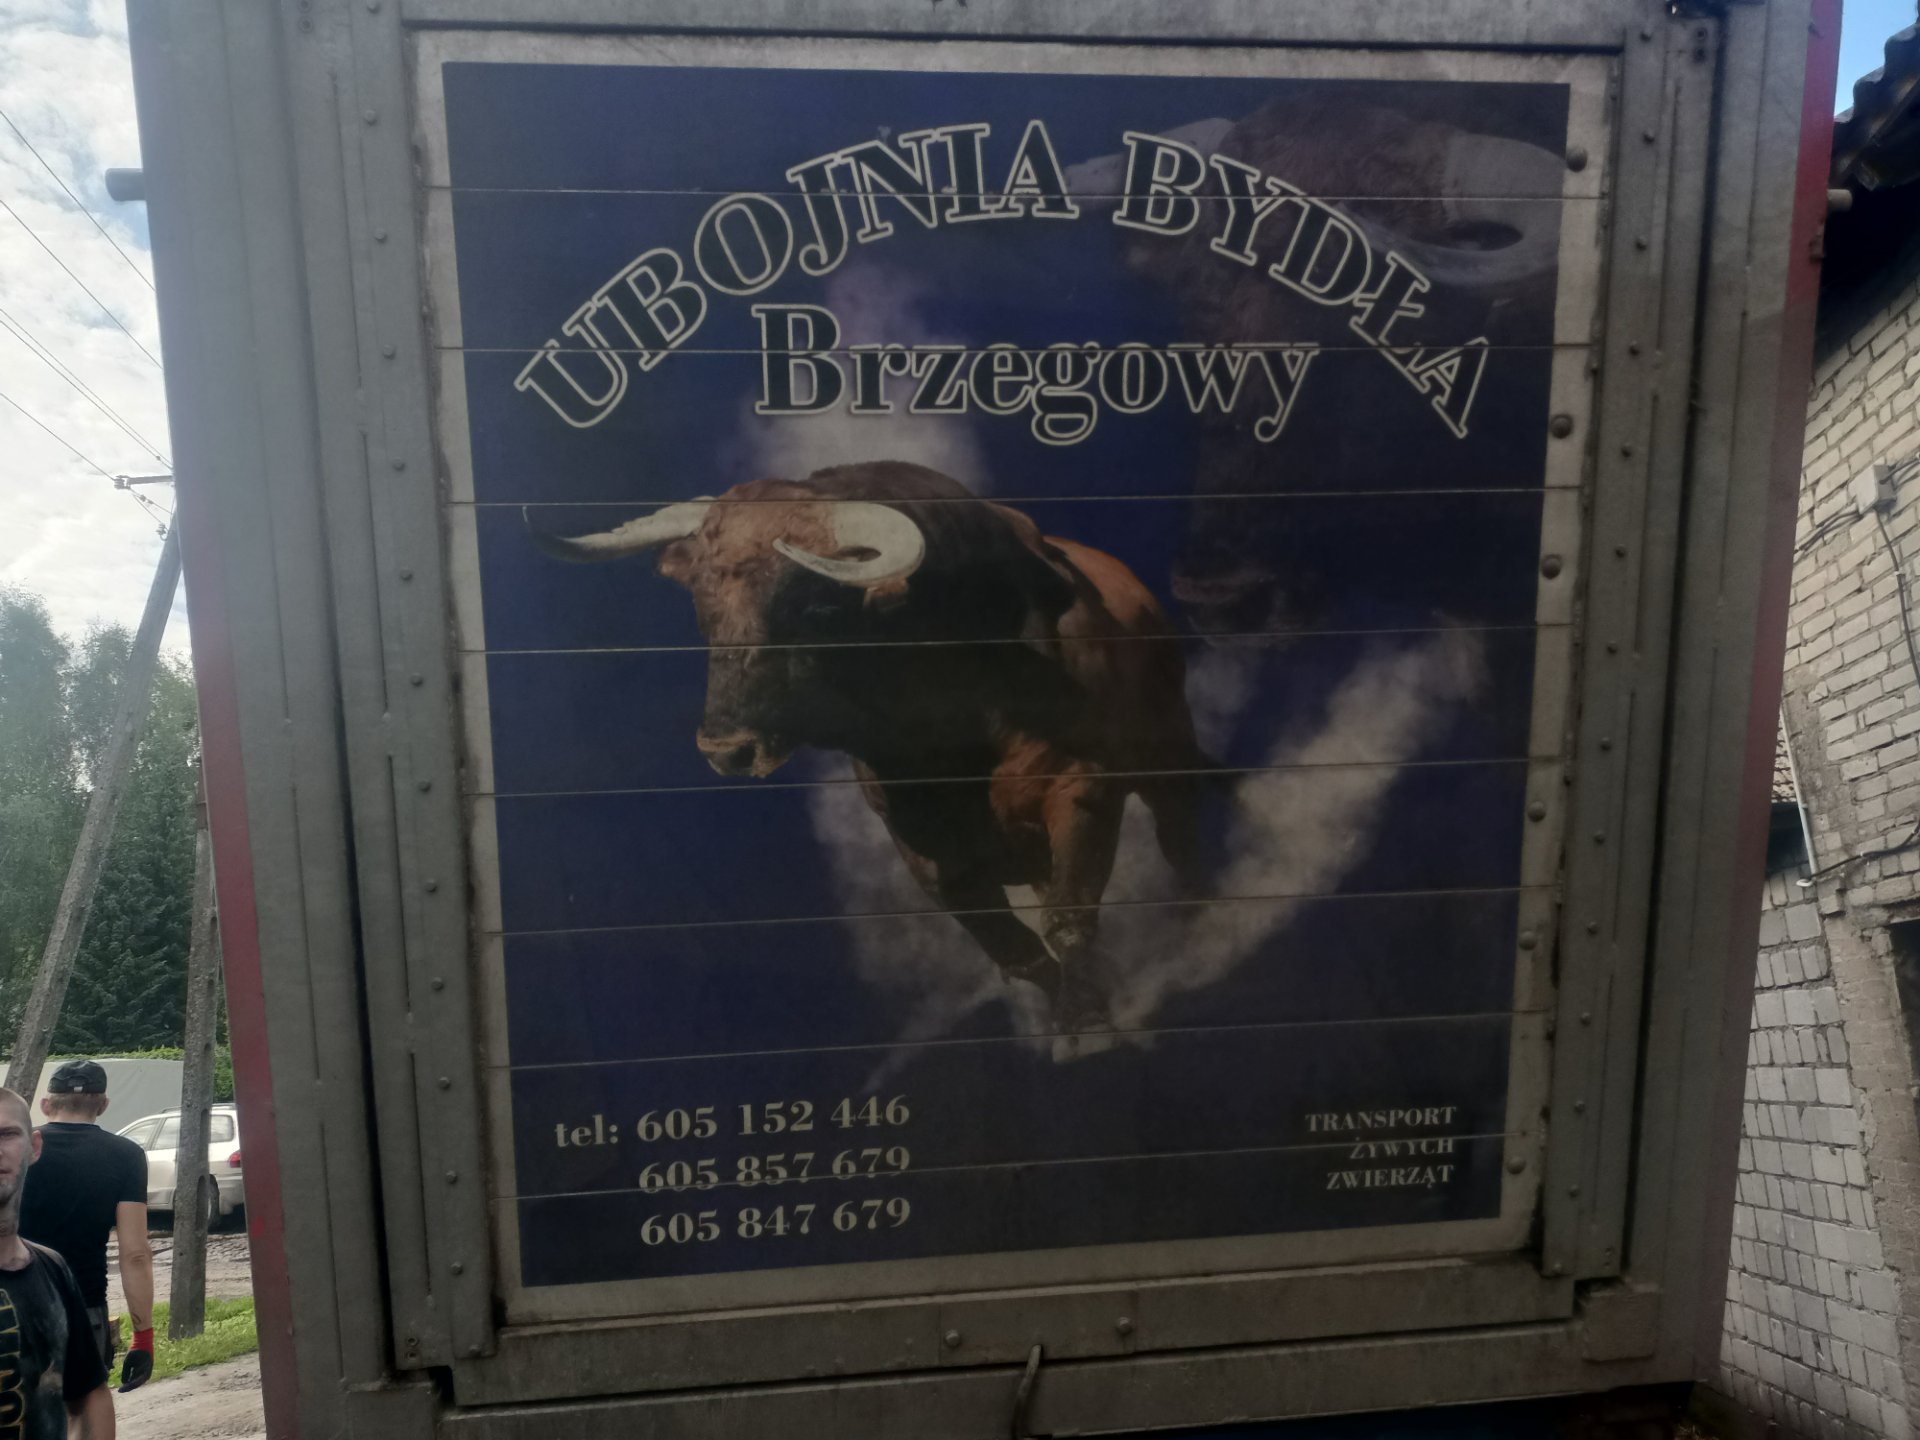 UBOJNIA BYDŁA
Brzegowy
tel: 605 152 446
605 857 679
605 847 679
TRANSPORT
ŻYWYCH
ZWIERZĄT